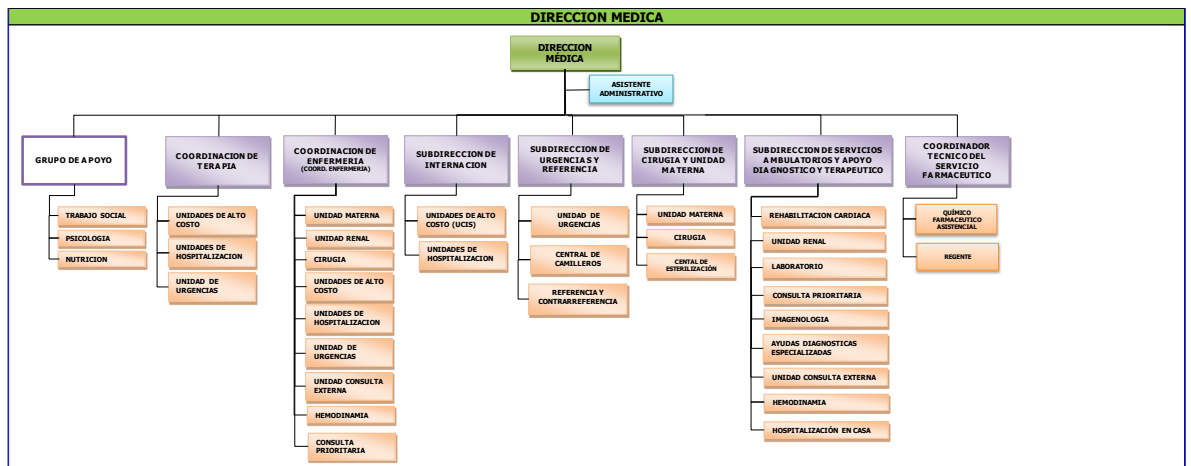 DIRECCION MEDICA
DIRECCION
MÉDICA
ASISTENTE
ADMINISTRATIVO
GRUPO DE APOYO
TRABAJO SOCIAL
PSICOLOGIA
NUTRICION
COORDINACION DE
TERAPIA
UNIDADES DE ALTO
COSTO
UNIDADES DE
HOSPITALIZACION
UNIDAD DE
URGENCIAS
COORDINACION DE
ENFERMERIA
(COORD. ENFERMERIA)
UNIDAD MATERNA
UNIDAD RENAL
CIRUGIA
UNIDADES DE ALTO
COSTO
UNIDADES DE
HOSPITALIZACION
UNIDAD DE
URGENCIAS
UNIDAD CONSULTA
EXTERNA
HEMODINAMIA
CONSULTA
PRIORITARIA
SUBDIRECCION DE
INTERNACION
UNIDADES DE ALTO
COSTO (UCIS)
UNIDADES DE
HOSPITALIZACION
SUBDIRECCION DE
URGENCIAS Y
REFERENCIA
UNIDAD DE
URGENCIAS
CENTRAL DE
CAMILLEROS
REFERENCIA Y
CONTRARREFERENCIA
SUBDIRECCION DE
CIRUGIA Y UNIDAD
MATERNA
UNIDAD MATERNA
CIRUGIA
CENTAL DE
ESTERILIZACIÓN
SUBDIRECCION DE SERVICIOS
AMBULATORIOS Y APOYO
DIAGNOSTICO Y TERAPEUTICO
REHABILITACION CARDIACA
UNIDAD RENAL
LABORATORIO
CONSULTA PRIORITARIA
IMAGENOLOGIA
AYUDAS DIAGNOSTICAS
ESPECIALIZADAS
UNIDAD CONSULTA EXTERNA
HEMODINAMIA
HOSPITALIZACIÓN EN CASA
COORDINADOR
TECNICO DEL
SERVICIO
FARMACEUTICO
QUÍMICO
FARMACEUTICO
ASISTENCIAL
REGENTE